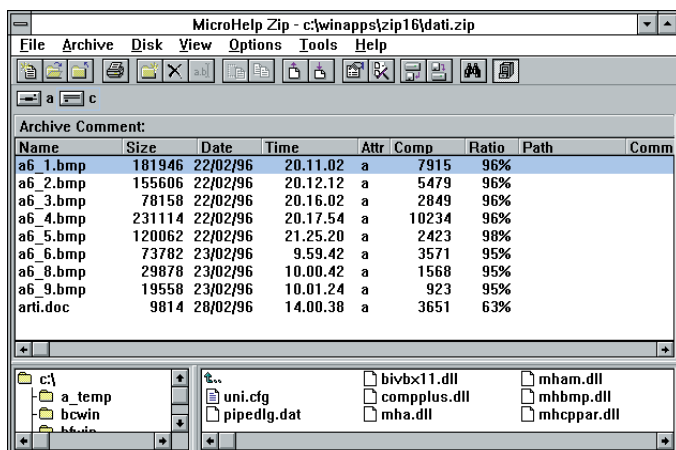 MicroHelp Zip - c:\winapps\zip16\dati.zip
File Archive Disk View Options Tools Help
a c
Archive Comment:
Name Size Date Time Attr Comp Ratio Path Comm
a6_1.bmp 181946 22/02/96 20.11.02 a 7915 96%
a6_2.bmp 155606 22/02/96 20.12.12 a 5479 96%
a6_3.bmp 78158 22/02/96 20.16.02 a 2849 96%
a6_4.bmp 231114 22/02/96 20.17.54 a 10234 96%
a6_5.bmp 120062 22/02/96 21.25.20 a 2423 98%
a6_6.bmp 73782 23/02/96 9.59.42 a 3571 95%
a6_8.bmp 29878 23/02/96 10.00.42 a 1568 95%
a6_9.bmp 19558 23/02/96 10.01.24 a 923 95%
arti.doc 9814 28/02/96 14.00.38 a 3651 63%
c:\ .. bivbx11.dll mham.dll
a_temp uni.cfg compplus.dll mhbmp.dll
bcwin pipedlg.dat mha.dll mhcppar.dll